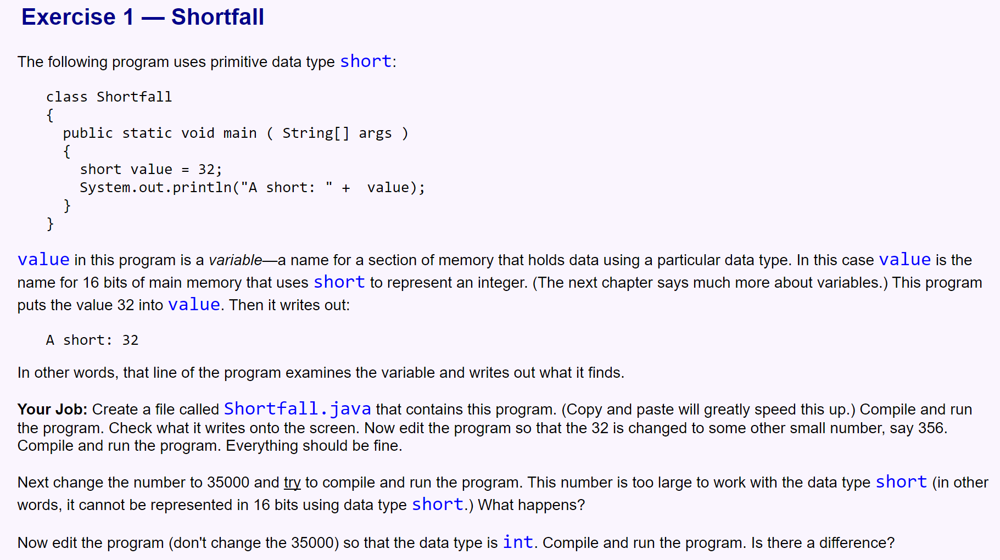 Exercise 1 — Shortfall
The following program uses primitive data type short:
class Shortfall
{
  public static void main ( String[] args )
  {
    short value = 32;
    System.out.println("A short: " +  value);
  }
}
value in this program is a variable—a name for a section of memory that holds data using a particular data type. In this case value is the
name for 16 bits of main memory that uses short to represent an integer. (The next chapter says much more about variables.) This program
puts the value 32 into value. Then it writes out:
A short: 32
In other words, that line of the program examines the variable and writes out what it finds.
Your Job: Create a file called Shortfall.java that contains this program. (Copy and paste will greatly speed this up.) Compile and run
the program. Check what it writes onto the screen. Now edit the program so that the 32 is changed to some other small number, say 356.
Compile and run the program. Everything should be fine.
Next change the number to 35000 and try to compile and run the program. This number is too large to work with the data type short (in other
words, it cannot be represented in 16 bits using data type short.) What happens?
Now edit the program (don't change the 35000) so that the data type is int. Compile and run the program. Is there a difference?